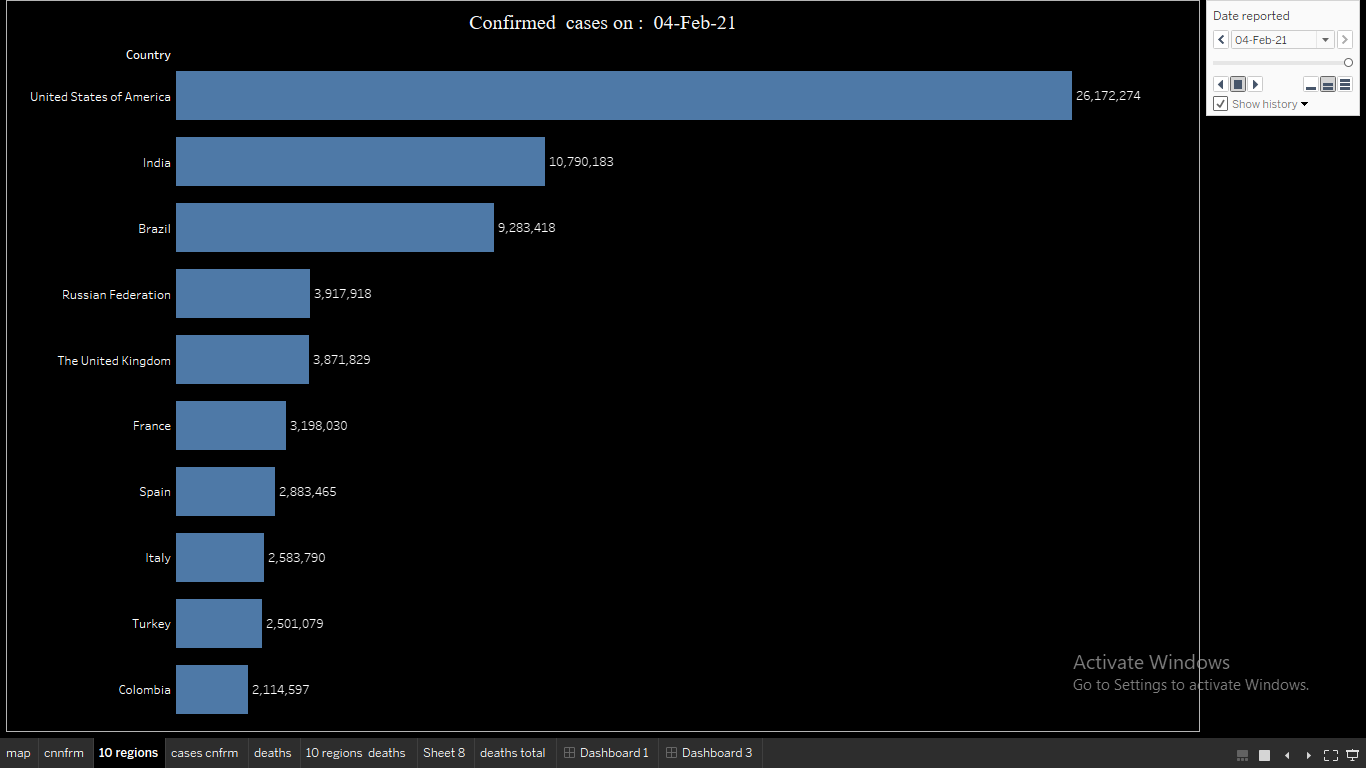 Confirmed cases on : 04-Feb-21
Date reported
04-Feb-21
Show history
Country
United States of America 26,172,274
India 10,790,183
Brazil 9,283,418
Russian Federation 3,917,918
The United Kingdom 3,871,829
France 3,198,030
Spain 2,883,465
Italy 2,583,790
Turkey 2,501,079
Colombia 2,114,597
Activate Windows
Go to Settings to activate Windows.
map cnnfrm 10 regions cases cnfrm deaths 10 regions deaths Sheet 8 deaths total Dashboard 1 Dashboard 3